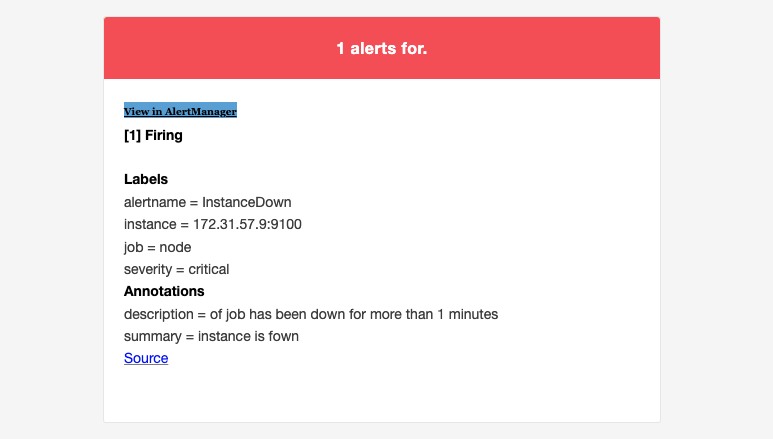 1 alerts for.
View in AlertManager
[1] Firing
Labels
alertname = InstanceDown
instance = 172.31.57.9:9100
job = node
severity = critical
Annotations
description = of job has been down for more than 1 minutes
summary = instance is fown
Source